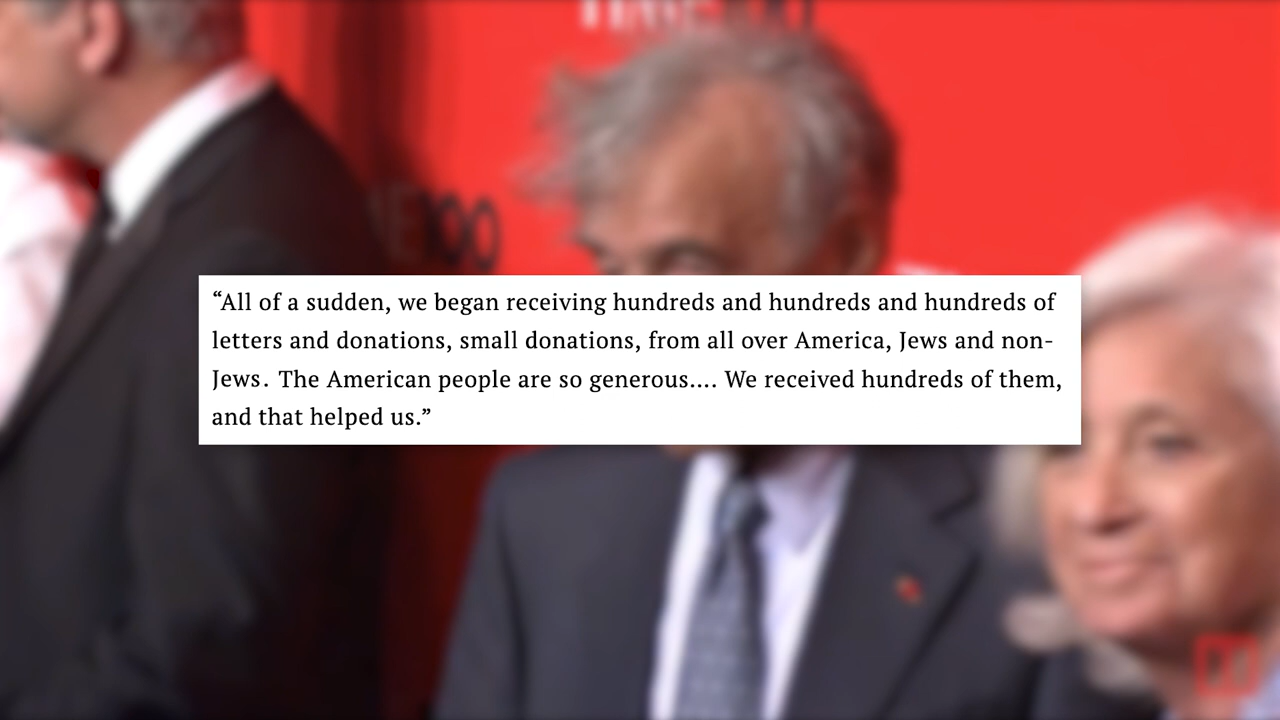 “All of a sudden, we began receiving hundreds and hundreds and hundreds of
letters and donations, small donations, from all over America, Jews and non-
Jews. The American people are so generous.... We received hundreds of them,
and that helped us.”